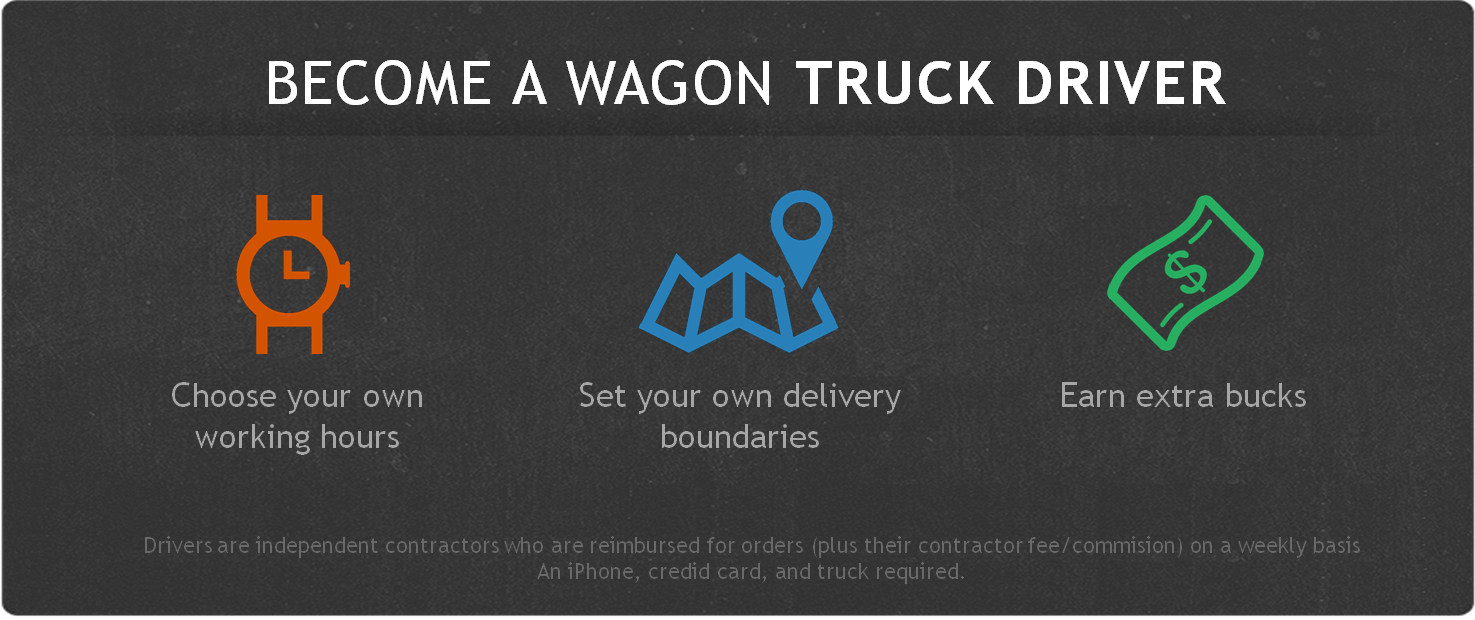 BECOME A WAGON TRUCK DRIVER
Choose your own
working hours
Set your own delivery
boundaries
Earn extra bucks
$
Drivers are independent contractors who are reimbursed for orders (plus their contractor fee/commision) on a weekly basis
An iPhone, credid card, and truck required.